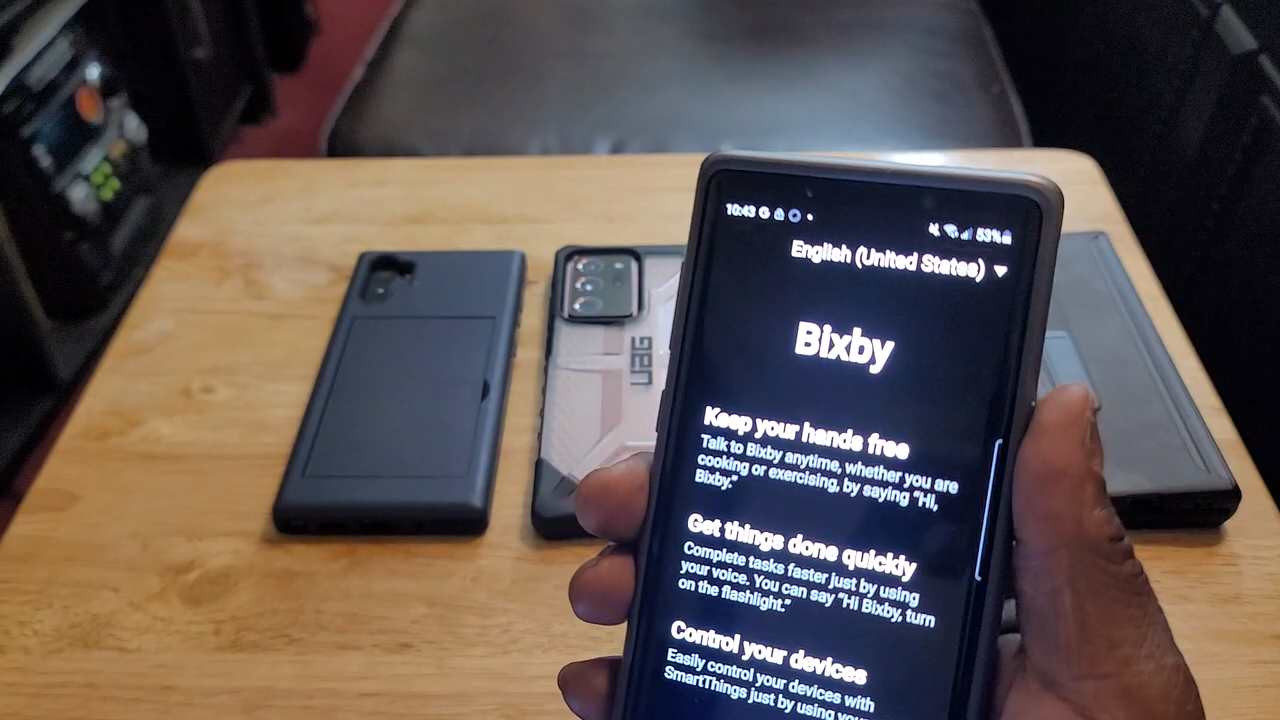 10:43 G
53%
English (United States)
Bixby
Keep your hands free
Talk to Bixby anytime, whether you are
cooking or exercising, by saying “Hi,
Bixby.”
Get things done quickly
Complete tasks faster just by using
your voice. You can say “Hi Bixby, turn
on the flashlight.”
Control your devices
Easily control your devices with
SmartThings just by using your
UAG